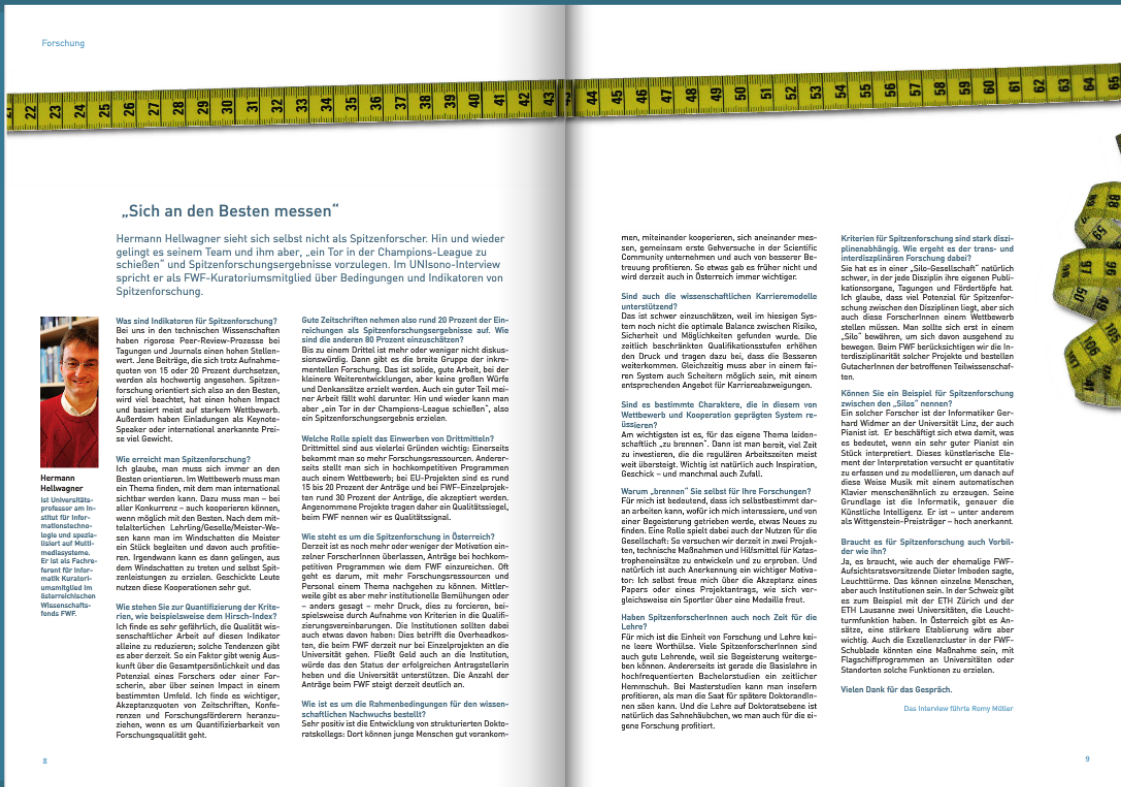 Forschung
22 23 24 25 26 27 28 29 30 31 32 33 34 35 36 37 38 39 40 41 42 43
44 45 46 47 48 49 50 51 52 53 54 55 56 57 58 59 60 61 62 63 64 65
„Sich an den Besten messen“
Hermann Hellwagner sieht sich selbst nicht als Spitzenforscher. Hin und wieder
gelingt es seinem Team und ihm aber, „ein Tor in der Champions-League zu
schießen“ und Spitzenforschungsergebnisse vorzulegen. Im UNIsono-Interview
spricht er als FWF-Kuratoriumsmitglied über Bedingungen und Indikatoren von
Spitzenforschung.
Hermann
Hellwagner
ist Universitäts-
professor am In-
stitut für Infor-
mationstechno-
logie und spezia-
lisiert auf Multi-
mediasysteme.
Er ist als Fachre-
ferent für Infor-
matik Kuratori-
umsmitglied im
österreichischen
Wissenschafts-
fonds FWF.
Was sind Indikatoren für Spitzenforschung?
Bei uns in den technischen Wissenschaften
haben rigorose Peer-Review-Prozesse bei
Tagungen und Journals einen hohen Stellen-
wert. Jene Beiträge, die sich trotz Aufnahme-
quoten von 15 oder 20 Prozent durchsetzen,
werden als hochwertig angesehen. Spitzen-
forschung orientiert sich also an den Besten,
wird viel beachtet, hat einen hohen Impact
und basiert meist auf starkem Wettbewerb.
Außerdem haben Einladungen als Keynote-
Speaker oder international anerkannte Prei-
se viel Gewicht.
Wie erreicht man Spitzenforschung?
Ich glaube, man muss sich immer an den
Besten orientieren. Im Wettbewerb muss man
ein Thema finden, mit dem man international
sichtbar werden kann. Dazu muss man – bei
aller Konkurrenz – auch kooperieren können,
wenn möglich mit den Besten. Nach dem mit-
telalterlichen Lehrling/Geselle/Meister-We-
sen kann man im Windschatten die Meister
ein Stück begleiten und davon auch profitie-
ren. Irgendwann kann es dann gelingen, aus
dem Windschatten zu treten und selbst Spit-
zenleistungen zu erzielen. Geschickte Leute
nutzen diese Kooperationen sehr gut.
Wie stehen Sie zur Quantifizierung der Krite-
rien, wie beispielsweise dem Hirsch-Index?
Ich finde es sehr gefährlich, die Qualität wis-
senschaftlicher Arbeit auf diesen Indikator
alleine zu reduzieren; solche Tendenzen gibt
es aber derzeit. So ein Faktor gibt wenig Aus-
kunft über die Gesamtpersönlichkeit und das
Potenzial eines Forschers oder einer For-
scherin, aber über seinen Impact in einem
bestimmten Umfeld. Ich finde es wichtiger,
Akzeptanzquoten von Zeitschriften, Konfe-
renzen und Forschungsförderern heranzu-
ziehen, wenn es um Quantifizierbarkeit von
Forschungsqualität geht.
Gute Zeitschriften nehmen also rund 20 Prozent der Ein-
reichungen als Spitzenforschungsergebnisse auf. Wie
sind die anderen 80 Prozent einzuschätzen?
Bis zu einem Drittel ist mehr oder weniger nicht diskus-
sionswürdig. Dann gibt es die breite Gruppe der inkre-
mentellen Forschung. Das ist solide, gute Arbeit, bei der
kleinere Weiterentwicklungen, aber keine großen Würfe
und Denkansätze erzielt werden. Auch ein guter Teil mei-
ner Arbeit fällt wohl darunter. Hin und wieder kann man
aber „ein Tor in der Champions-League schießen“, also
ein Spitzenforschungsergebnis erzielen.
Welche Rolle spielt das Einwerben von Drittmitteln?
Drittmittel sind aus vielerlei Gründen wichtig: Einerseits
bekommt man so mehr Forschungsressourcen. Anderer-
seits stellt man sich in hochkompetitiven Programmen
auch einem Wettbewerb; bei EU-Projekten sind es rund
15 bis 20 Prozent der Anträge und bei FWF-Einzelprojek-
ten rund 30 Prozent der Anträge, die akzeptiert werden.
Angenommene Projekte tragen daher ein Qualitätssiegel,
beim FWF nennen wir es Qualitätssignal.
Wie steht es um die Spitzenforschung in Österreich?
Derzeit ist es noch mehr oder weniger der Motivation ein-
zelner ForscherInnen überlassen, Anträge bei hochkom-
petitiven Programmen wie dem FWF einzureichen. Oft
geht es darum, mit mehr Forschungsressourcen und
Personal einem Thema nachgehen zu können. Mittler-
weile gibt es aber mehr institutionelle Bemühungen oder
– anders gesagt – mehr Druck, dies zu forcieren, bei-
spielsweise durch Aufnahme von Kriterien in die Qualifi-
zierungsvereinbarungen. Die Institutionen sollten dabei
auch etwas davon haben: Dies betrifft die Overheadkos-
ten, die beim FWF derzeit nur bei Einzelprojekten an die
Universität gehen. Fließt Geld auch an die Institution,
würde das den Status der erfolgreichen Antragstellerin
heben und die Universität unterstützen. Die Anzahl der
Anträge beim FWF steigt derzeit deutlich an.
Wie ist es um die Rahmenbedingungen für den wissen-
schaftlichen Nachwuchs bestellt?
Sehr positiv ist die Entwicklung von strukturierten Dokto-
ratskollegs: Dort können junge Menschen gut vorankom-
8
men, miteinander kooperieren, sich aneinander mes-
sen, gemeinsam erste Gehversuche in der Scientific
Community unternehmen und auch von besserer Be-
treuung profitieren. So etwas gab es früher nicht und
wird derzeit auch in Österreich immer wichtiger.
Sind auch die wissenschaftlichen Karrieremodelle
unterstützend?
Das ist schwer einzuschätzen, weil im hiesigen Sys-
tem noch nicht die optimale Balance zwischen Risiko,
Sicherheit und Möglichkeiten gefunden wurde. Die
zeitlich beschränkten Qualifikationsstufen erhöhen
den Druck und tragen dazu bei, dass die Besseren
weiterkommen. Gleichzeitig muss aber in einem fai-
ren System auch Scheitern möglich sein, mit einem
entsprechenden Angebot für Karriereabzweigungen.
Sind es bestimmte Charaktere, die in diesem von
Wettbewerb und Kooperation geprägten System re-
üssieren?
Am wichtigsten ist es, für das eigene Thema leiden-
schaftlich „zu brennen“. Dann ist man bereit, viel Zeit
zu investieren, die die regulären Arbeitszeiten meist
weit übersteigt. Wichtig ist natürlich auch Inspiration,
Geschick – und manchmal auch Zufall.
Warum „brennen“ Sie selbst für Ihre Forschungen?
Für mich ist bedeutend, dass ich selbstbestimmt dar-
an arbeiten kann, wofür ich mich interessiere, und von
einer Begeisterung getrieben werde, etwas Neues zu
finden. Eine Rolle spielt dabei auch der Nutzen für die
Gesellschaft: So versuchen wir derzeit in zwei Projek-
ten, technische Maßnahmen und Hilfsmittel für Katas-
tropheneinsätze zu entwickeln und zu erproben. Und
natürlich ist auch Anerkennung ein wichtiger Motiva-
tor: Ich selbst freue mich über die Akzeptanz eines
Papers oder eines Projektantrags, wie sich ver-
gleichsweise ein Sportler über eine Medaille freut.
Haben SpitzenforscherInnen auch noch Zeit für die
Lehre?
Für mich ist die Einheit von Forschung und Lehre kei-
ne leere Worthülse. Viele SpitzenforscherInnen sind
auch gute Lehrende, weil sie Begeisterung weiterge-
ben können. Andererseits ist gerade die Basislehre in
hochfrequentierten Bachelorstudien ein zeitlicher
Hemmschuh. Bei Masterstudien kann man insofern
profitieren, als man die Saat für spätere DoktorandIn-
nen säen kann. Und die Lehre auf Doktoratsebene ist
natürlich das Sahnehäubchen, wo man auch für die ei-
gene Forschung profitiert.
Kriterien für Spitzenforschung sind stark diszi-
plinenabhängig. Wie ergeht es der trans- und
interdisziplinären Forschung dabei?
Sie hat es in einer „Silo-Gesellschaft“ natürlich
schwer, in der jede Disziplin ihre eigenen Publi-
kationsorgane, Tagungen und Fördertöpfe hat.
Ich glaube, dass viel Potenzial für Spitzenfor-
schung zwischen den Disziplinen liegt, aber sich
auch diese ForscherInnen einem Wettbewerb
stellen müssen. Man sollte sich erst in einem
„Silo“ bewähren, um sich davon ausgehend zu
bewegen. Beim FWF berücksichtigen wir die In-
terdisziplinarität solcher Projekte und bestellen
GutacherInnen der betroffenen Teilwissenschaf-
ten.
Können Sie ein Beispiel für Spitzenforschung
zwischen den „Silos“ nennen?
Ein solcher Forscher ist der Informatiker Ger-
hard Widmer an der Universität Linz, der auch
Pianist ist. Er beschäftigt sich etwa damit, was
es bedeutet, wenn ein sehr guter Pianist ein
Stück interpretiert. Dieses künstlerische Ele-
ment der Interpretation versucht er quantitativ
zu erfassen und zu modellieren, um danach auf
diese Weise Musik mit einem automatischen
Klavier menschenähnlich zu erzeugen. Seine
Grundlage ist die Informatik, genauer die
Künstliche Intelligenz. Er ist – unter anderem
als Wittgenstein-Preisträger – hoch anerkannt.
Braucht es für Spitzenforschung auch Vorbil-
der wie ihn?
Ja, es braucht, wie auch der ehemalige FWF-
Aufsichtsratsvorsitzende Dieter Imboden sagte,
Leuchttürme. Das können einzelne Menschen,
aber auch Institutionen sein. In der Schweiz gibt
es zum Beispiel mit der ETH Zürich und der
ETH Lausanne zwei Universitäten, die Leucht-
turmfunktion haben. In Österreich gibt es An-
sätze, eine stärkere Etablierung wäre aber
wichtig. Auch die Exzellenzcluster in der FWF-
Schublade könnten eine Maßnahme sein, mit
Flagschiffprogrammen an Universitäten oder
Standorten solche Funktionen zu erzielen.
Vielen Dank für das Gespräch.
Das Interview führte Romy Müller
9